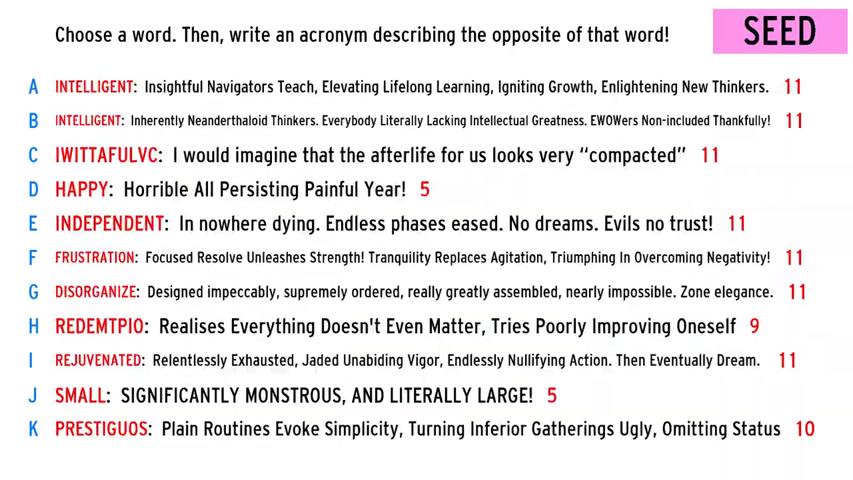 Choose a word. Then, write an acronym describing the opposite of that word!
SEED
A INTELLIGENT: Insightful Navigators Teach, Elevating Lifelong Learning, Igniting Growth, Enlightening New Thinkers. 11
B INTELLIGENT: Inherently Neanderthaloid Thinkers. Everybody Literally Lacking Intellectual Greatness. EWOWers Non-included Thankfully! 11
C IWITTAFULVC: I would imagine that the afterlife for us looks very “compacted” 11
D HAPPY: Horrible All Persisting Painful Year! 5
E INDEPENDENT: In nowhere dying. Endless phases eased. No dreams. Evils no trust! 11
F FRUSTRATION: Focused Resolve Unleashes Strength! Tranquility Replaces Agitation, Triumphing In Overcoming Negativity! 11
G DISORGANIZE: Designed impeccably, supremely ordered, really greatly assembled, nearly impossible. Zone elegance. 11
H REDEMTPIO: Realises Everything Doesn't Even Matter, Tries Poorly Improving Oneself 9
I REJUVENATED: Relentlessly Exhausted, Jaded Unabiding Vigor, Endlessly Nullifying Action. Then Eventually Dream. 11
J SMALL: SIGNIFICANTLY MONSTROUS, AND LITERALLY LARGE! 5
K PRESTIGUOS: Plain Routines Evoke Simplicity, Turning Inferior Gatherings Ugly, Omitting Status 10